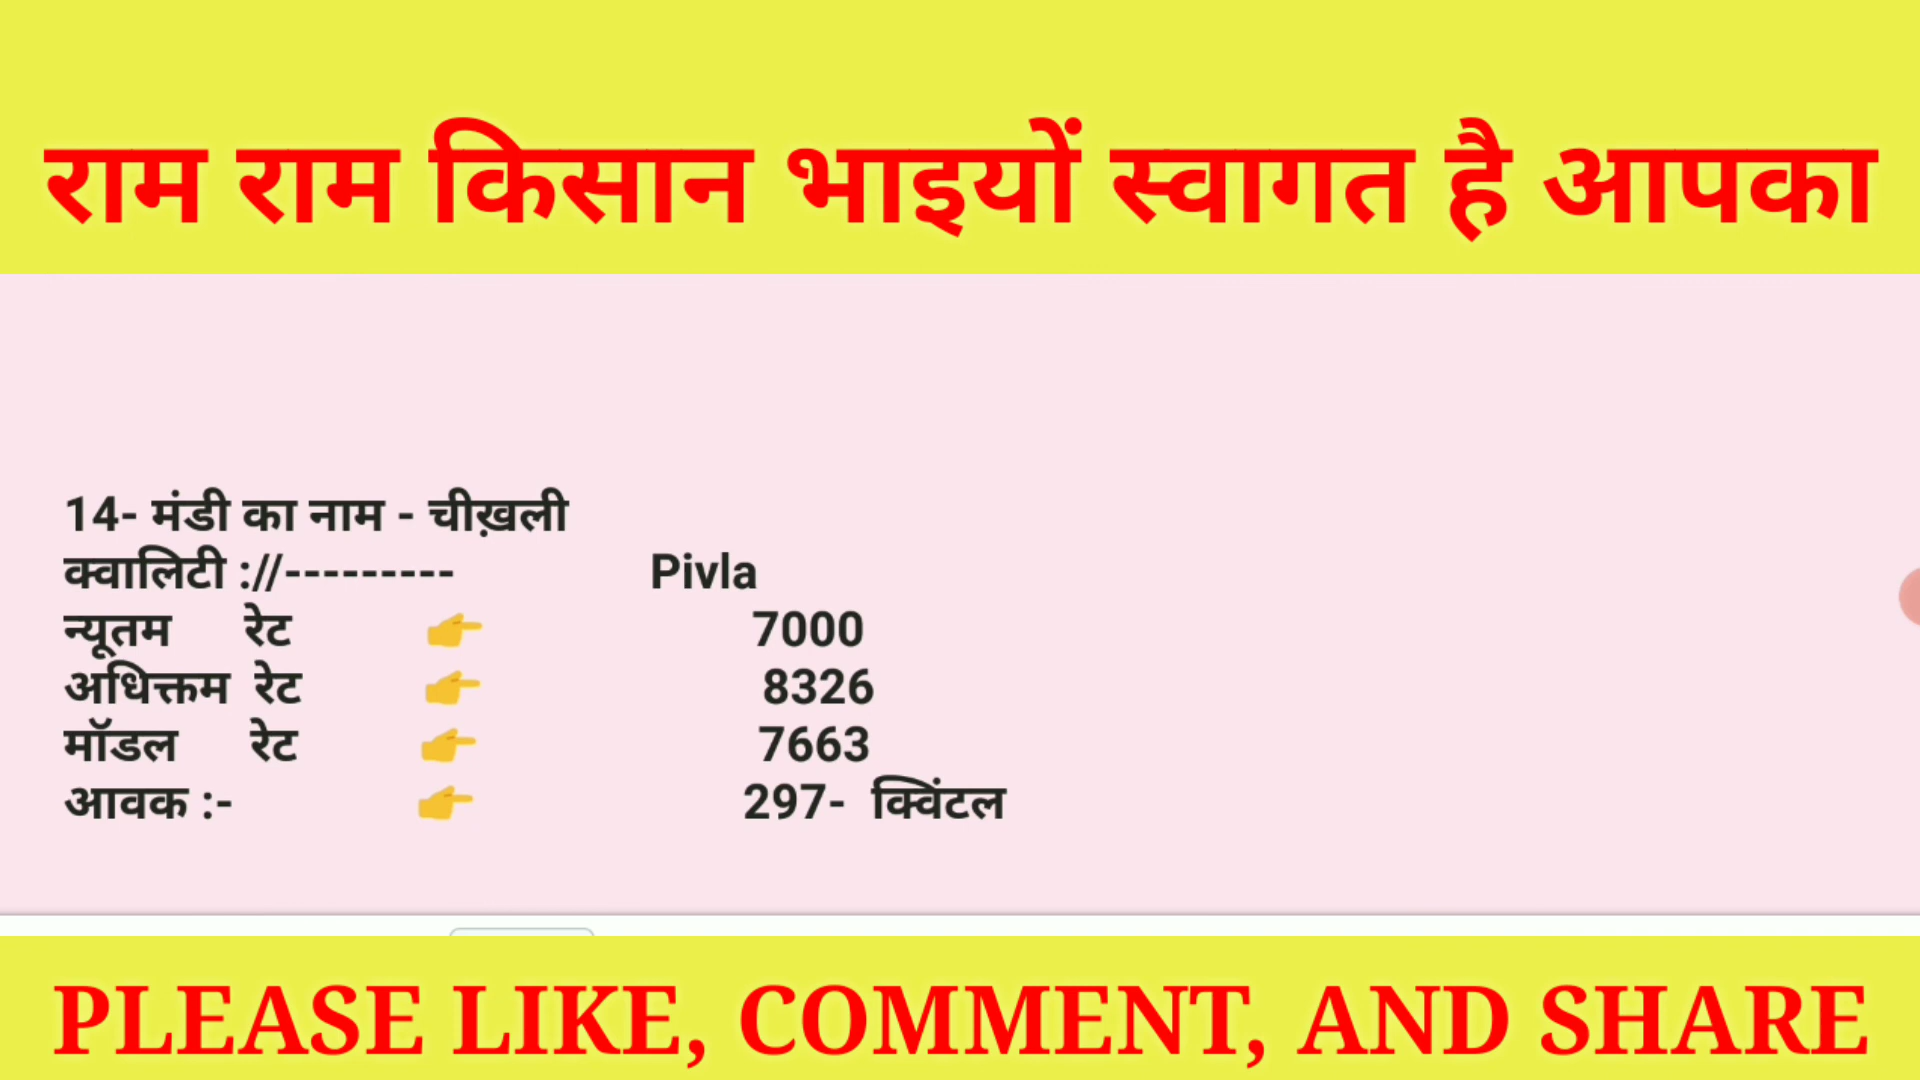 राम राम किसान भाइयों स्वागत है आपका
14- मंडी का नाम - चीख़ली
क्वालिटी ://--------- Pivla
न्यूतम रेट 👉 7000
अधिक्तम रेट 👉 8326
मॉडल रेट 👉 7663
आवक :- 👉 297- क्विंटल
PLEASE LIKE, COMMENT, AND SHARE